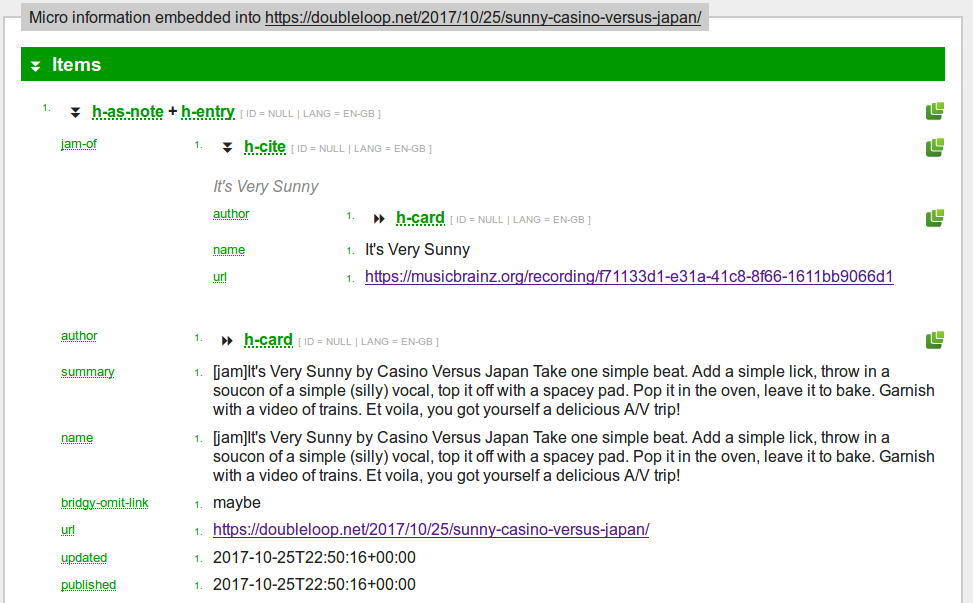 Micro information embedded into https://doubleloop.net/2017/10/25/sunny-casino-versus-japan/
Items
1. h-as-note + h-entry [ ID = NULL | LANG = EN-GB ]
jam-of 1. h-cite [ ID = NULL | LANG = EN-GB ]
It's Very Sunny
author 1. h-card [ ID = NULL | LANG = EN-GB ]
name 1. It's Very Sunny
url 1. https://musicbrainz.org/recording/f71133d1-e31a-41c8-8f66-1611bb9066d1
author 1. h-card [ ID = NULL | LANG = EN-GB ]
summary 1. [jam]It's Very Sunny by Casino Versus Japan Take one simple beat. Add a simple lick, throw in a
soucon of a simple (silly) vocal, top it off with a spacey pad. Pop it in the oven, leave it to bake. Garnish
with a video of trains. Et voila, you got yourself a delicious A/V trip!
name 1. [jam]It's Very Sunny by Casino Versus Japan Take one simple beat. Add a simple lick, throw in a
soucon of a simple (silly) vocal, top it off with a spacey pad. Pop it in the oven, leave it to bake. Garnish
with a video of trains. Et voila, you got yourself a delicious A/V trip!
bridgy-omit-link 1. maybe
url 1. https://doubleloop.net/2017/10/25/sunny-casino-versus-japan/
updated 1. 2017-10-25T22:50:16+00:00
published 1. 2017-10-25T22:50:16+00:00